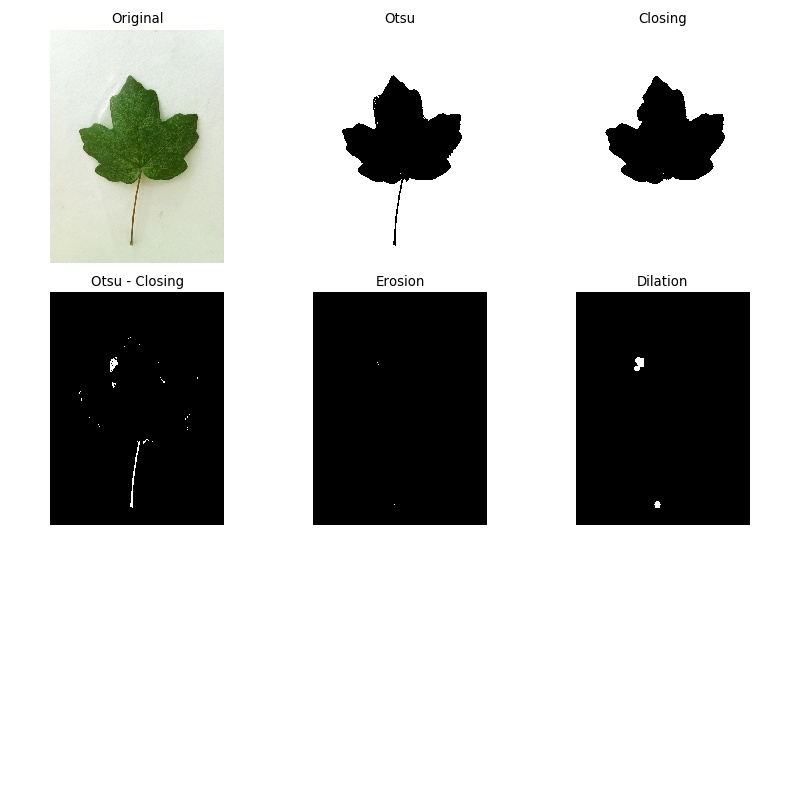 Original
Otsu
Closing
Otsu - Closing
Erosion
Dilation